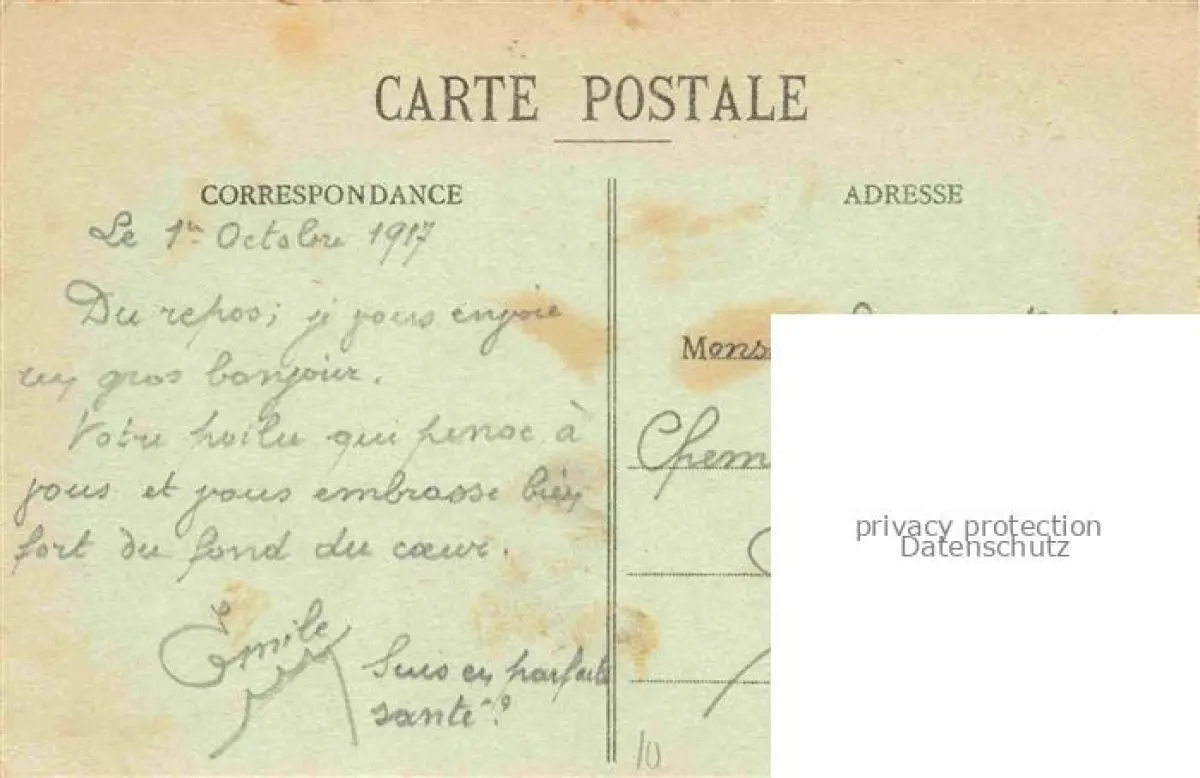 CARTE POSTALE
CORRESPONDANCE
ADRESSE
Le 1er Octobre 1917
Du repos; je vous envoie
un gros bonjour.
Votre poilu qui pense à
vous et vous embrasse bien
fort du fond du cœur.
Emile
Suis en parfaite
santé
Mons
Chem
privacy protection
Datenschutz
10